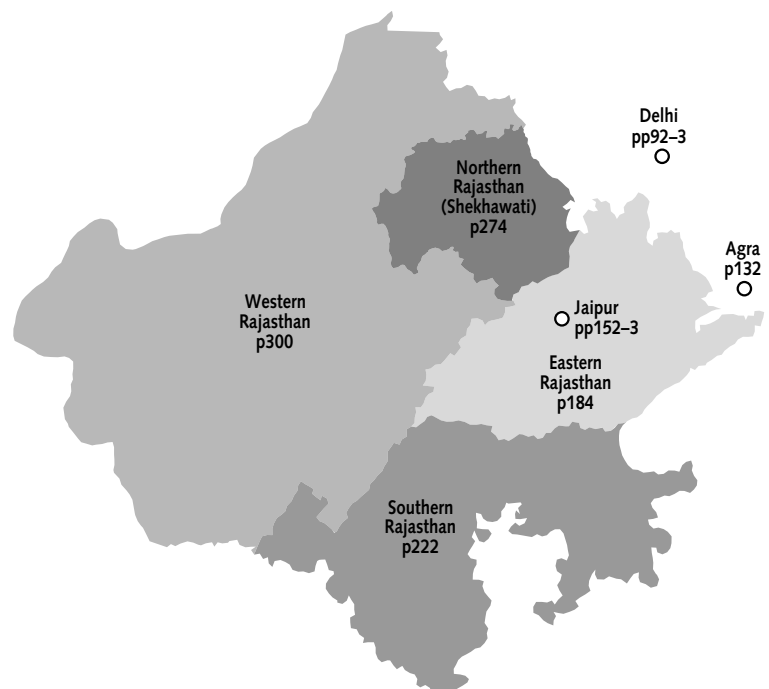 Delhi
pp92–3
Northern
Rajasthan
(Shekhawati)
p274
Agra
p132
Western
Rajasthan
p300
Jaipur
pp152–3
Eastern
Rajasthan
p184
Southern
Rajasthan
p222